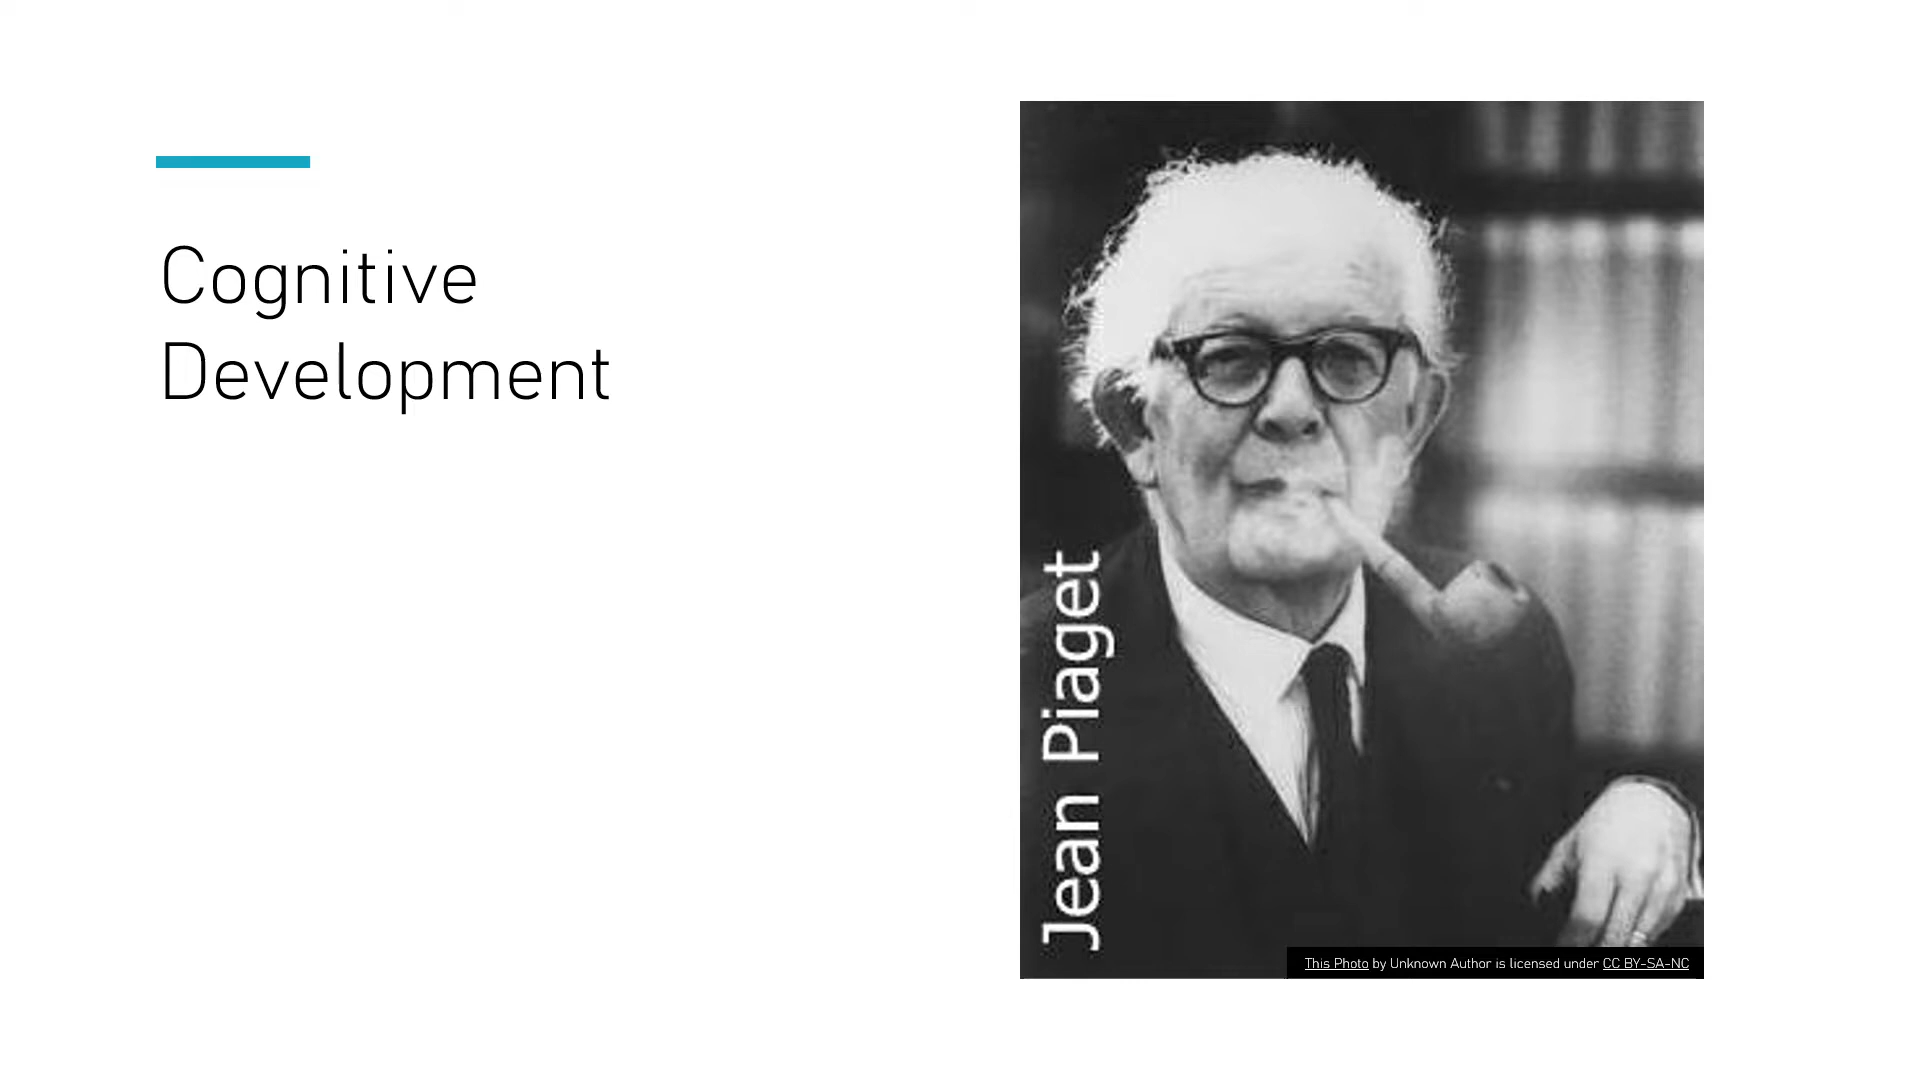 Cognitive
Development
Jean Piaget
This Photo by Unknown Author is licensed under CC BY-SA-NC